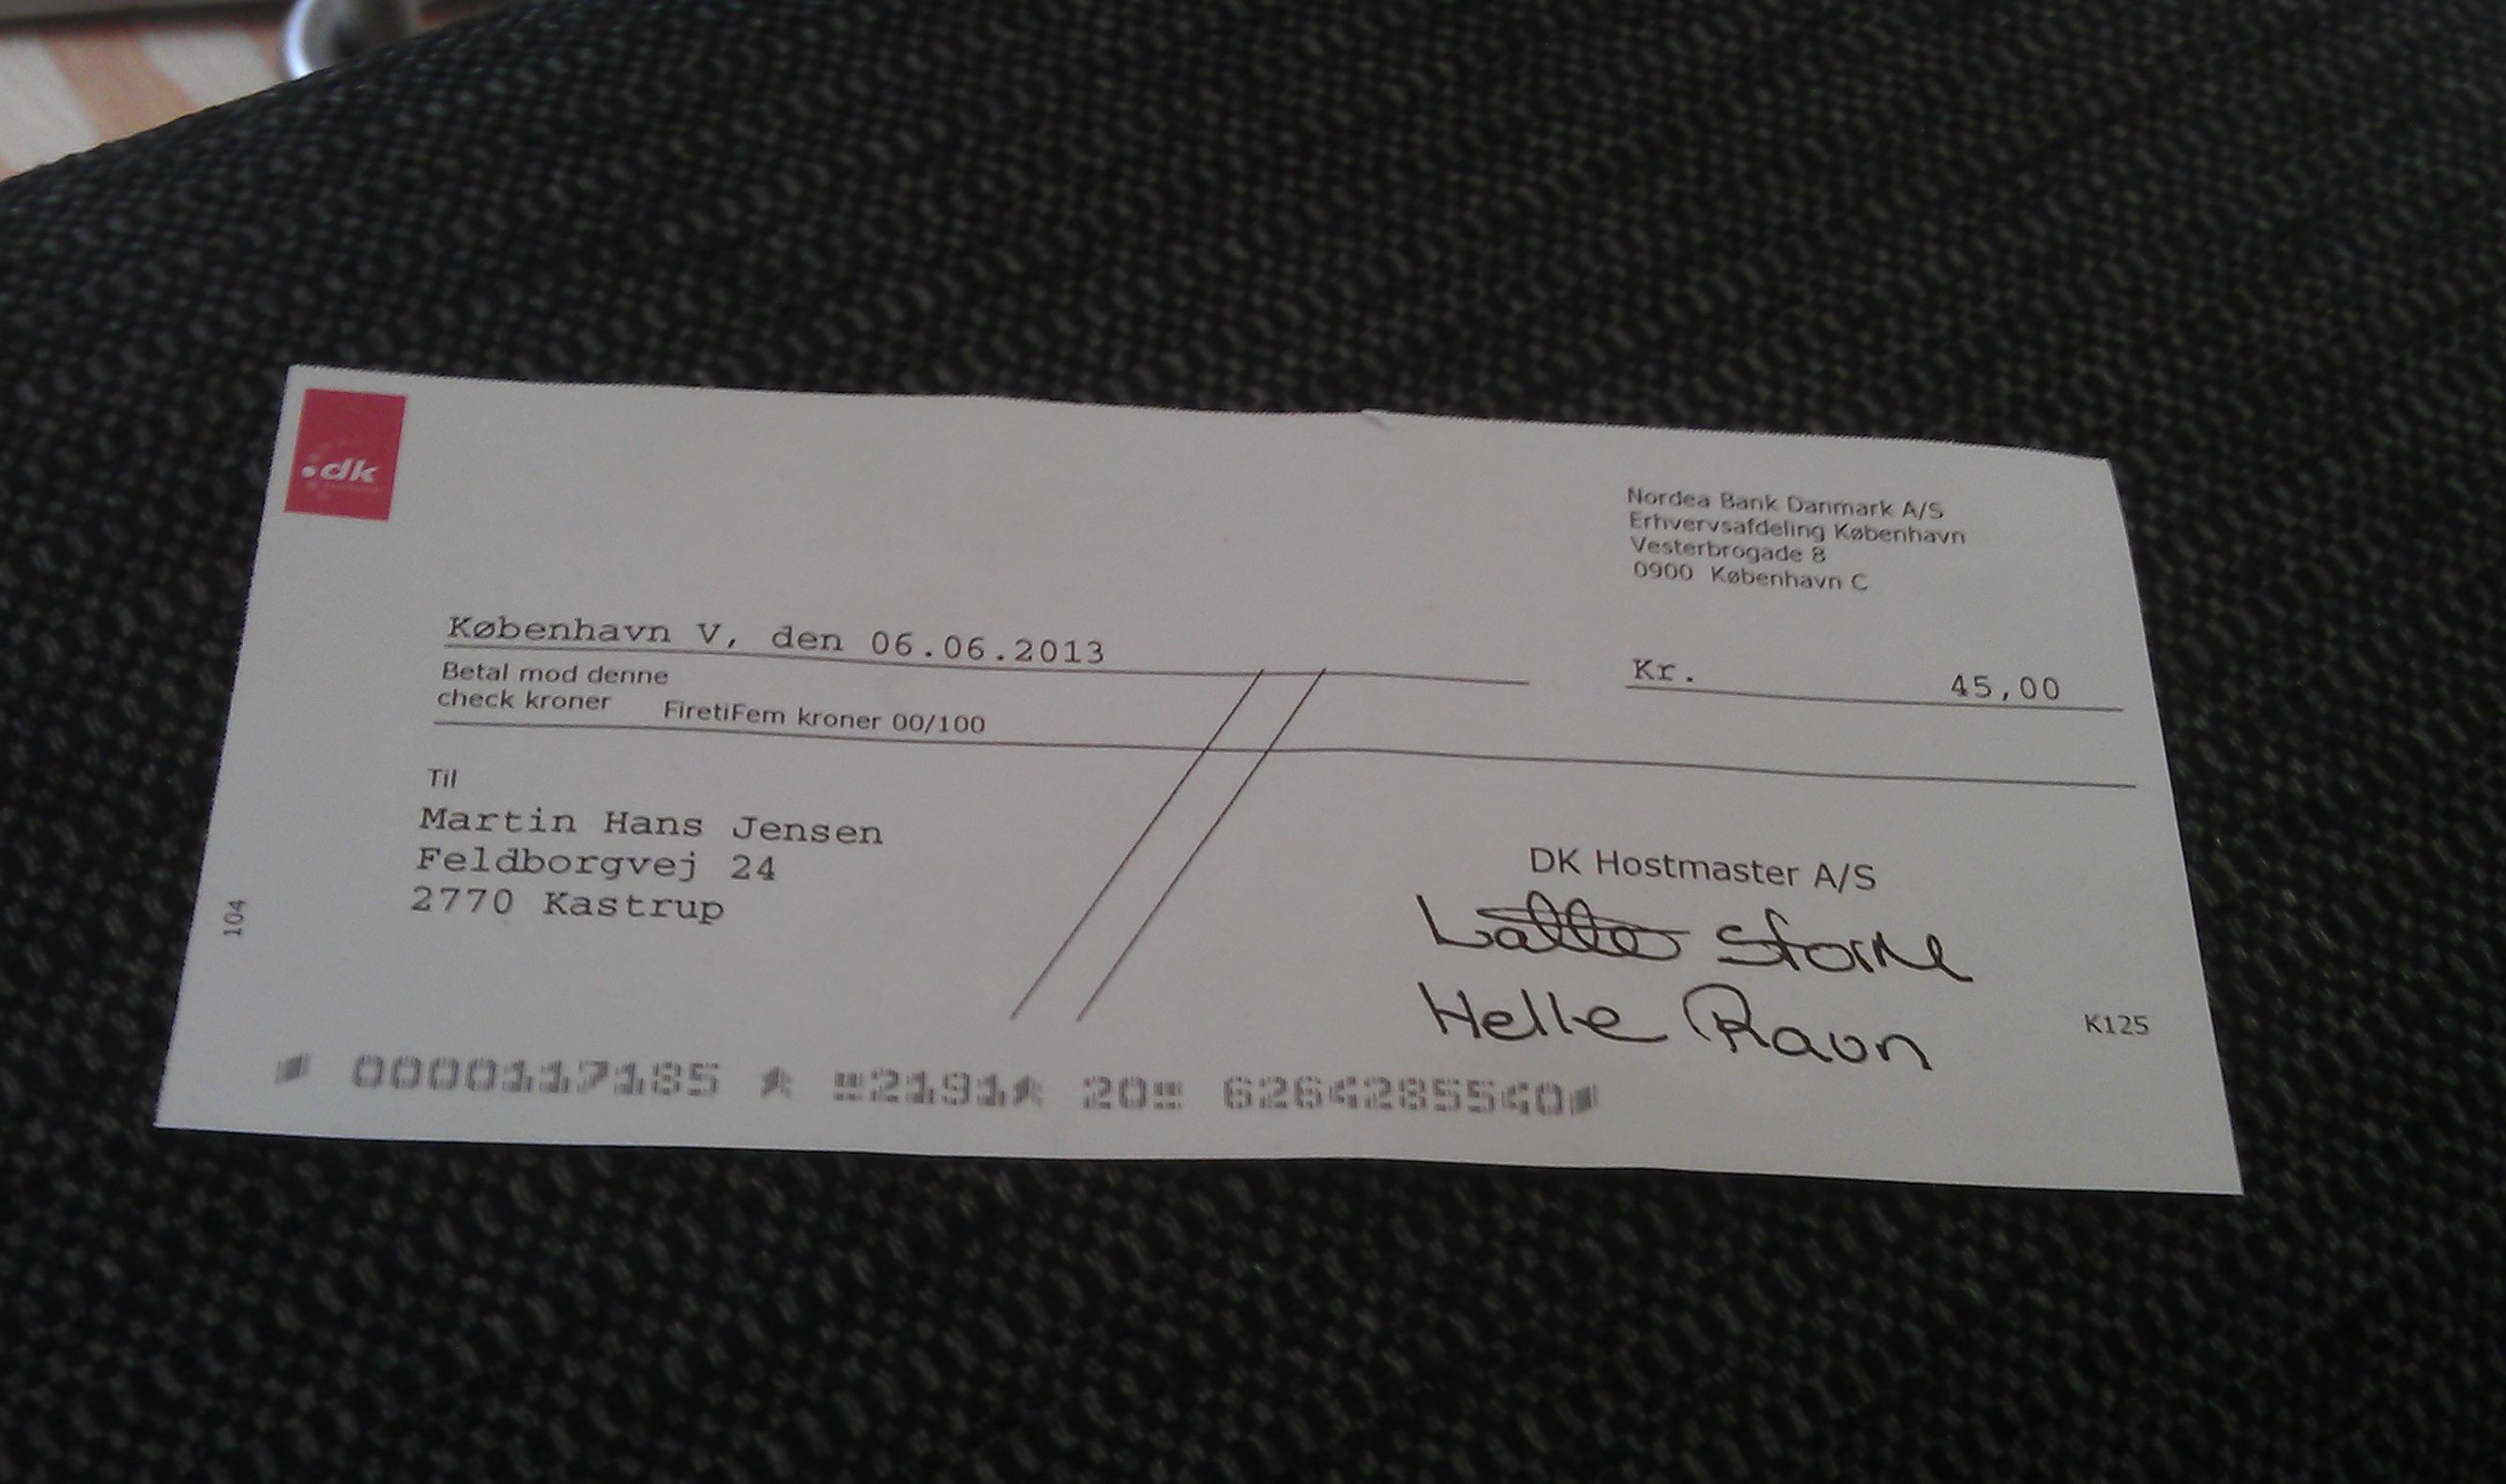 .dk
Nordea Bank Danmark A/S
Erhvervsafdeling København
Vesterbrogade 8
0900 København C
København V, den 06.06.2013
Kr. 45,00
Betal mod denne
check kroner FiretiFem kroner 00/100
Til
Martin Hans Jensen
Feldborgvej 24
2770 Kastrup
104
DK Hostmaster A/S
Helle Ravn
K125
0000117185 2191 20 6264285540